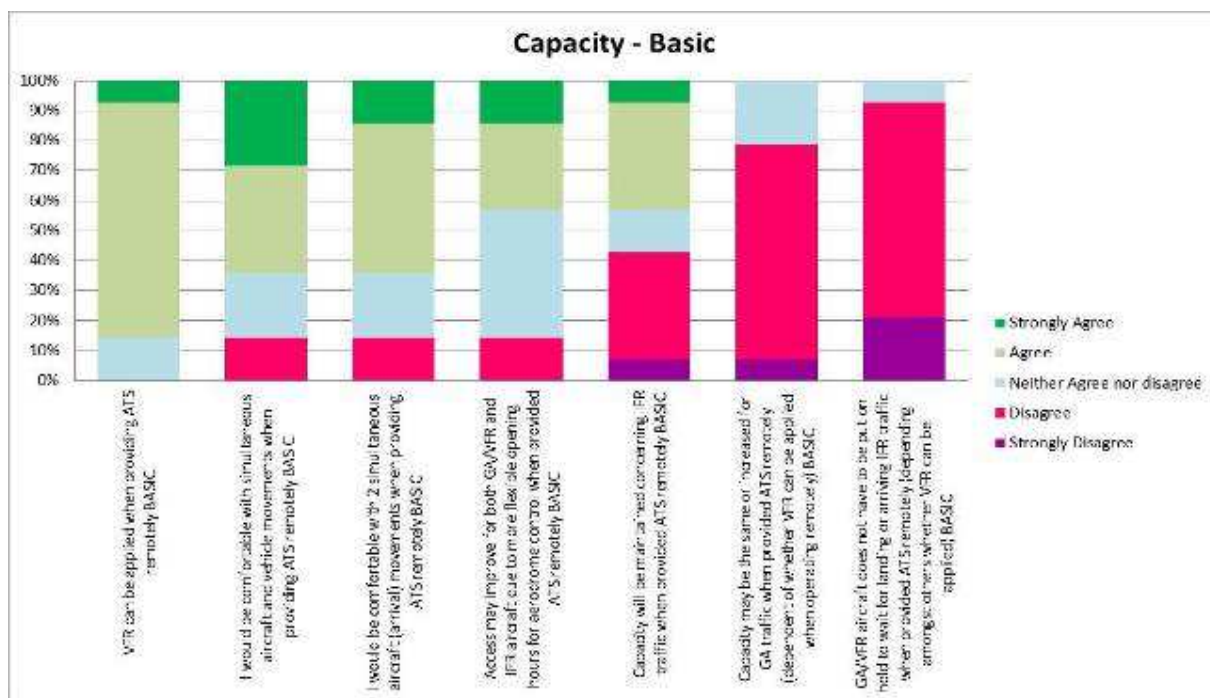 Capacity - Basic
100%
90%
80%
70%
60%
50%
40%
30%
20%
10%
0%
Strongly Agree
Agree
Neither Agree nor disagree
Disagree
Strongly Disagree
VFR can be applied when providing ATS
remotely BASIC
I would be comfortable with simultaneous
aircraft and vehicle movements when
providing ATS remotely BASIC
I would be comfortable with 2 simultaneous
aircraft (arrival) movements when providing
ATS remotely BASIC
Access may improve for both GA/VFR and
IFR aircraft due to more flexible opening
hours for aerodrome control when provided
ATS remotely BASIC
Capacity will be maintained concerning IFR
traffic when provided ATS remotely BASIC
Capacity may be the same or increased for
GA traffic when provided ATS remotely
(dependent of whether VFR can be applied
when operating remote) BASIC
GA/VFR aircraft does not have to be put on
hold to wait for landing or arriving IFR traffic
when provided ATS remotely (depending
amongst others whether VFR can be
applied) BASIC